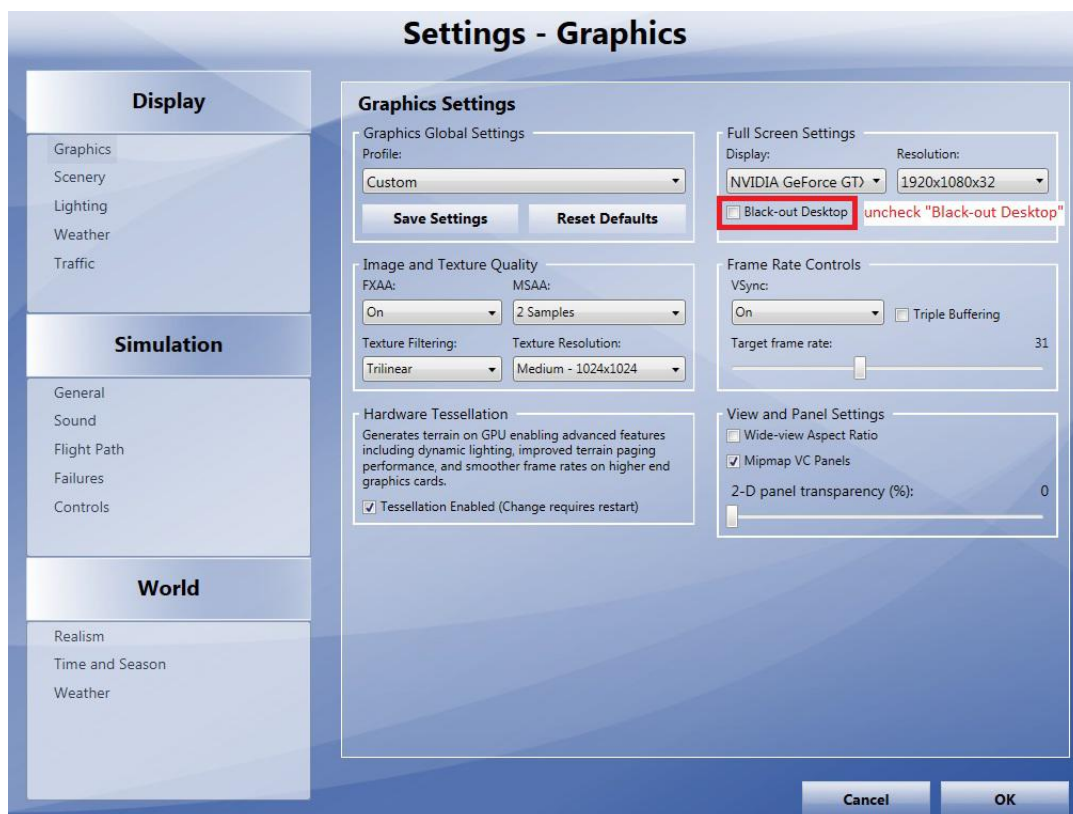 Settings - Graphics
Display
Graphics
Scenery
Lighting
Weather
Traffic
Simulation
General
Sound
Flight Path
Failures
Controls
World
Realism
Time and Season
Weather
Graphics Settings
Graphics Global Settings
Profile:
Custom
Save Settings Reset Defaults
Image and Texture Quality
FXAA: MSAA:
On 2 Samples
Texture Filtering: Texture Resolution:
Trilinear Medium - 1024x1024
Hardware Tessellation
Generates terrain on GPU enabling advanced features
including dynamic lighting, improved terrain paging
performance, and smoother frame rates on higher end
graphics cards.
Tessellation Enabled (Change requires restart)
Full Screen Settings
Display: Resolution:
NVIDIA GeForce GTX 1920x1080x32
Black-out Desktop uncheck "Black-out Desktop"
Frame Rate Controls
VSync:
On Triple Buffering
Target frame rate: 31
View and Panel Settings
Wide-view Aspect Ratio
Mipmap VC Panels
2-D panel transparency (%): 0
Cancel OK